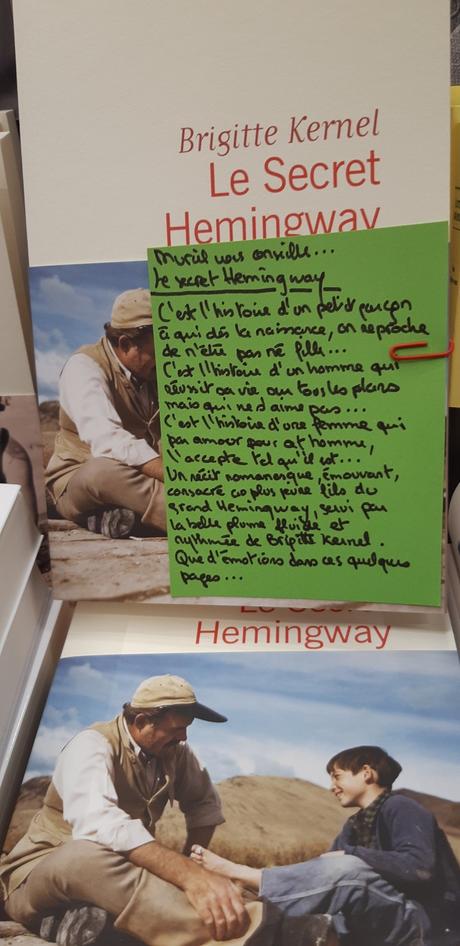 Brigitte Kernel
Le Secret
Hemingway
Muriel vous conseille...
Le secret Hemingway
C'est l'histoire d'un petit garçon
à qui dès la naissance, on reproche
de n'être pas né fille...
C'est l'histoire d'un homme qui
réussit sa vie sur tous les plans
mais qui ne s'aime pas...
C'est l'histoire d'une femme qui
par amour pour cet homme,
l'accepte tel qu'il est...
Un récit romanesque, émouvant,
consacré au plus jeune fils du
grand Hemingway, servi par
la belle plume fluide et
rythmée de Brigitte Kernel.
Que d'émotions dans ces quelques
pages...
Le Secret
Hemingway